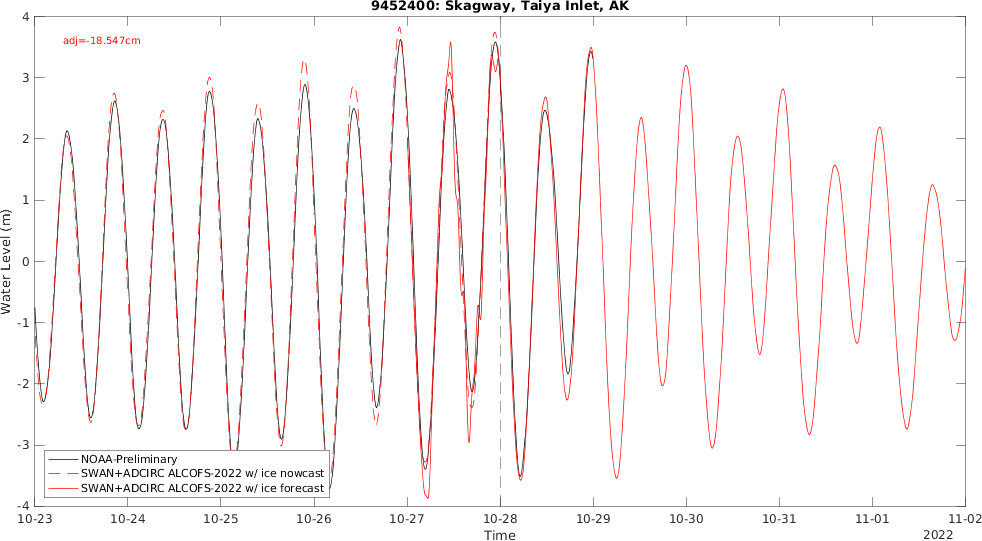 9452400: Skagway, Taiya Inlet, AK
adj=-18.547cm
4
3
2
1
0
-1
-2
-3
-4
Water Level (m)
NOAA-Preliminary
SWAN+ADCIRC ALCOFS-2022 w/ ice nowcast
SWAN+ADCIRC ALCOFS-2022 w/ ice forecast
10-23 10-24 10-25 10-26 10-27 10-28 10-29 10-30 10-31 11-01 11-02
Time
2022